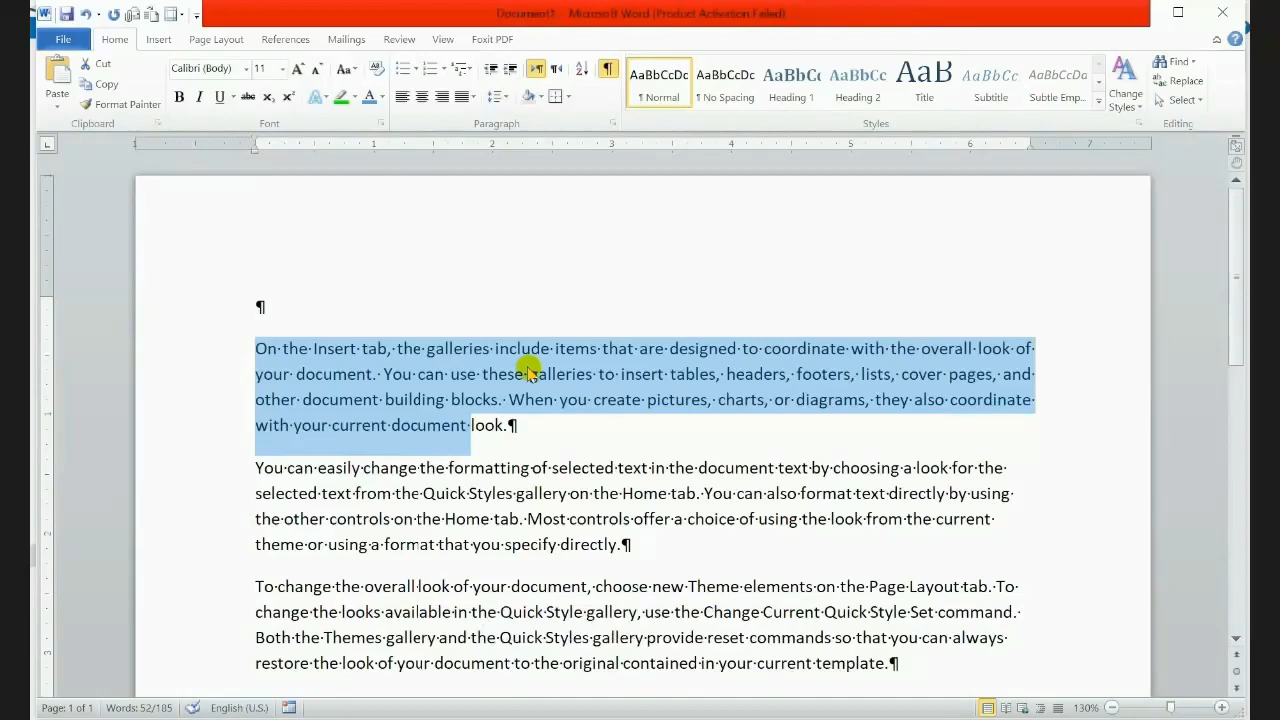 Document1 - Microsoft Word (Product Activation Failed)
File Home Insert Page Layout References Mailings Review View Foxit PDF
Paste
Cut
Copy
Format Painter
Clipboard
Calibri (Body) 11
Font
Paragraph
AaBbCcDc AaBbCcDc AaBbCc AaBbCc AaB AaBbCcDc AaBbCcDa
¶ Normal ¶ No Spacing Heading 1 Heading 2 Title Subtitle Subtle Emp...
Change Styles
Styles
Find
Replace
Select
Editing
1 1 2 3 4 5 6 7
¶
On·the·Insert·tab,·the·galleries·include·items·that·are·designed·to·coordinate·with·the·overall·look·of·
your·document.·You·can·use·these·galleries·to·insert·tables,·headers,·footers,·lists,·cover·pages,·and·
other·document·building·blocks.·When·you·create·pictures,·charts,·or·diagrams,·they·also·coordinate·
with·your·current·document·look.¶
You·can·easily·change·the·formatting·of·selected·text·in·the·document·text·by·choosing·a·look·for·the·
selected·text·from·the·Quick·Styles·gallery·on·the·Home·tab.·You·can·also·format·text·directly·by·using·
the·other·controls·on·the·Home·tab.·Most·controls·offer·a·choice·of·using·the·look·from·the·current·
theme·or·using·a·format·that·you·specify·directly.¶
To·change·the·overall·look·of·your·document,·choose·new·Theme·elements·on·the·Page·Layout·tab.·To·
change·the·looks·available·in·the·Quick·Style·gallery,·use·the·Change·Current·Quick·Style·Set·command.·
Both·the·Themes·gallery·and·the·Quick·Styles·gallery·provide·reset·commands·so·that·you·can·always·
restore·the·look·of·your·document·to·the·original·contained·in·your·current·template.¶
1
2
3
Page: 1 of 1 Words: 52/185 English (U.S.) 130%